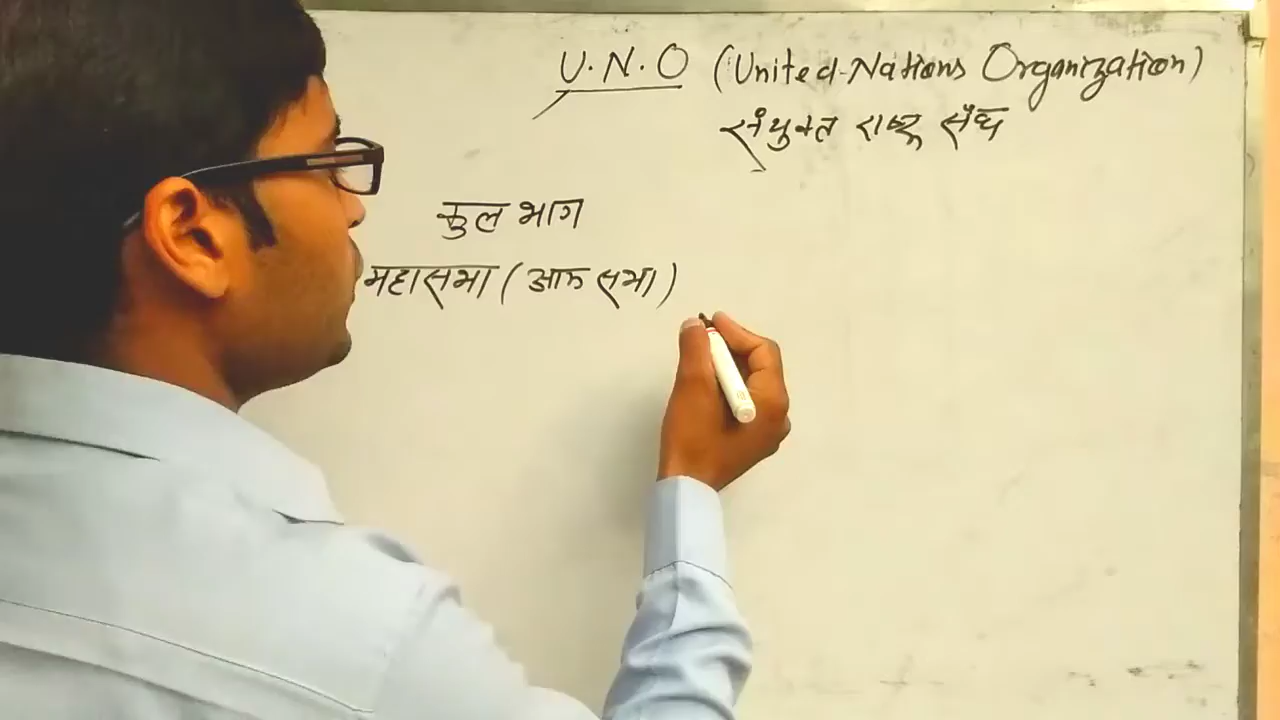 U.N.O (United Nations Organization)
संयुक्त राष्ट्र संघ
कुल भाग
महासभा (आम सभा)